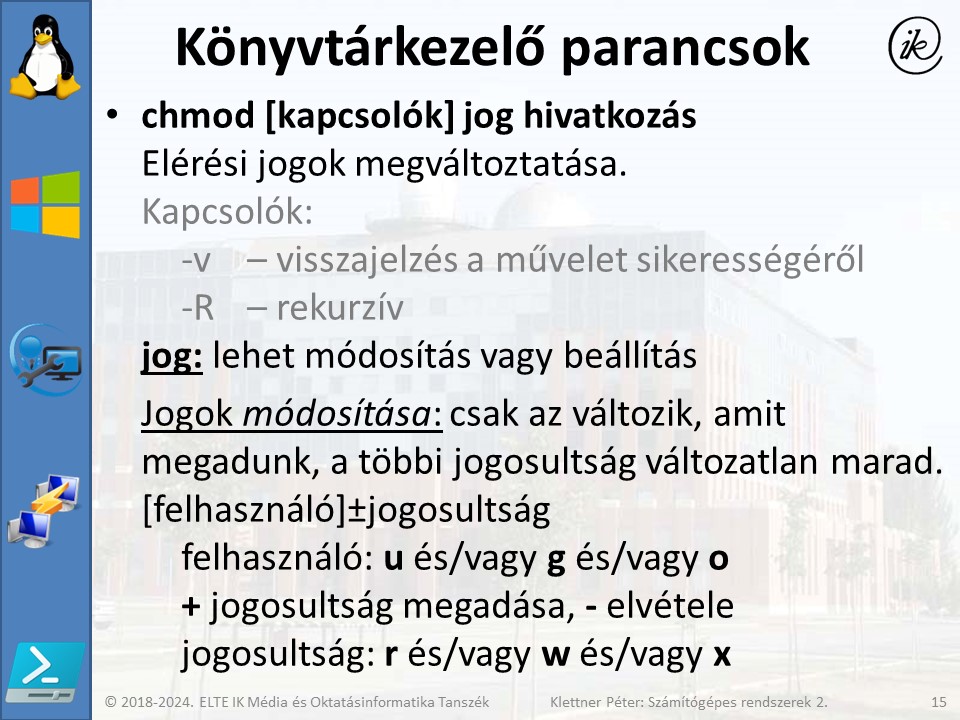 Könyvtárkezelő parancsok
ik
• chmod [kapcsolók] jog hivatkozás
Elérési jogok megváltoztatása.
Kapcsolók:
-v – visszajelzés a művelet sikerességéről
-R – rekurzív
jog: lehet módosítás vagy beállítás
Jogok módosítása: csak az változik, amit
megadunk, a többi jogosultság változatlan marad.
[felhasználó]±jogosultság
felhasználó: u és/vagy g és/vagy o
+ jogosultság megadása, - elvétele
jogosultság: r és/vagy w és/vagy x
© 2018-2024. ELTE IK Média és Oktatásinformatika Tanszék Klettner Péter: Számítógépes rendszerek 2. 15